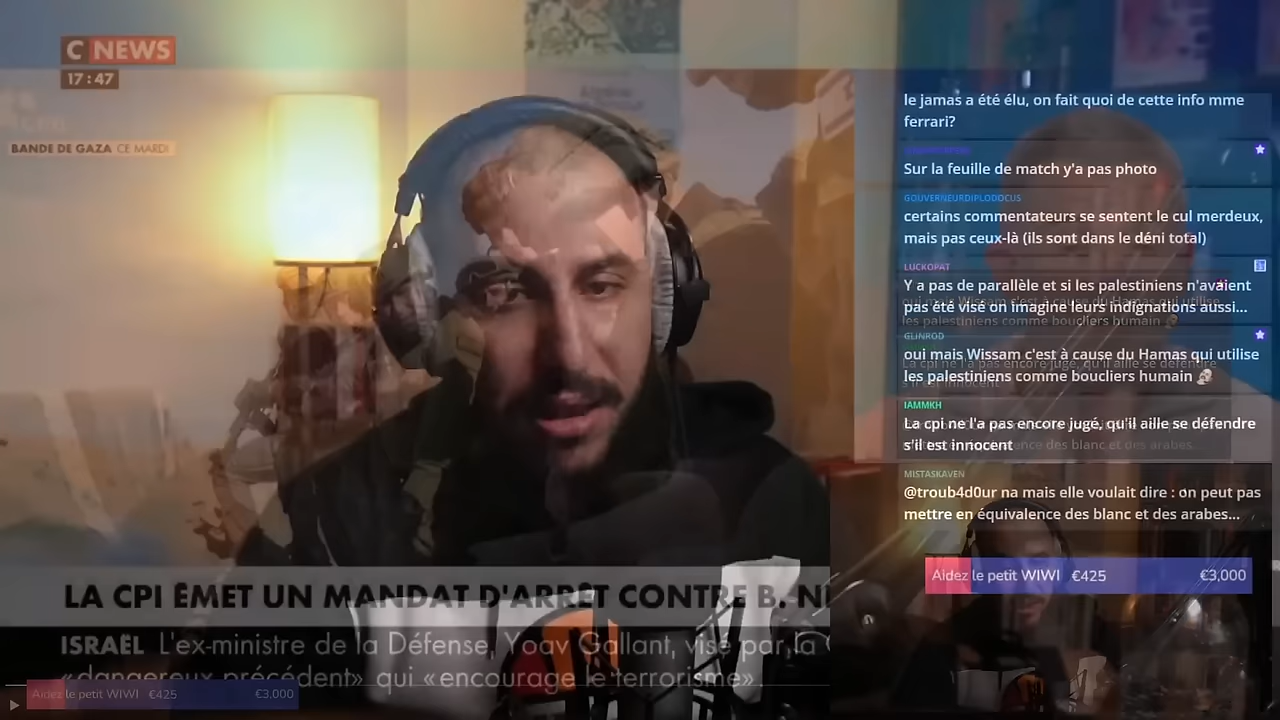 C NEWS
17:47
BANDE DE GAZA CE MARDI
le jamas a été élu, on fait quoi de cette info mme
ferrari?
Sur la feuille de match y'a pas photo
GOUVERNEURDIPLODOCUS
certains commentateurs se sentent le cul merdeux,
mais pas ceux-là (ils sont dans le déni total)
LUCKOPAT
Y a pas de parallèle et si les palestiniens n'avaient
pas été visé on imagine leurs indignations aussi...
GLINROD
oui mais Wissam c'est à cause du Hamas qui utilise
les palestiniens comme boucliers humain
IAMMKH
La cpi ne l'a pas encore jugé, qu'il aille se défendre
s'il est innocent
MISTASKAVEN
@troub4d0ur na mais elle voulait dire : on peut pas
mettre en équivalence des blanc et des arabes...
Aidez le petit WIWI €425 €3,000
LA CPI ÉMET UN MANDAT D'ARRÊT CONTRE B. N
ISRAËL L'ex-ministre de la Défense, Yoav Gallant, visé par la
«dangereux précédent» qui «encourage le terrorisme».
Aidez le petit WIWI €425 €3,000